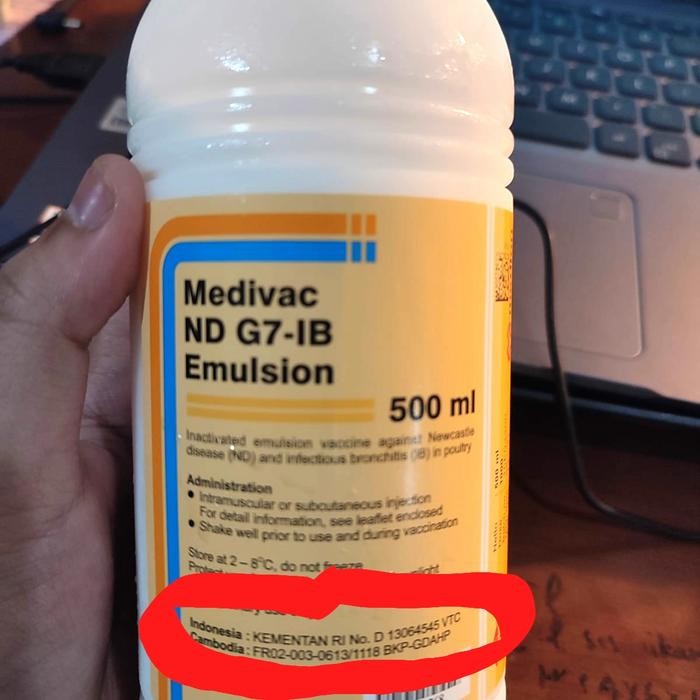 Medivac
ND G7-IB
Emulsion
500 ml
Inactivated emulsion vaccine against Newcastle
disease (ND) and infectious bronchitis (IB) in poultry
Administration
• Intramuscular or subcutaneous injection
For detail information, see leaflet enclosed
• Shake well prior to use and during vaccination
Store at 2 – 8°C, do not freeze
Indonesia : KEMENTAN RI No. D 13064545 VTC
Cambodia : FR02-003-0613/1118 BKP-GDAHP
500 ml